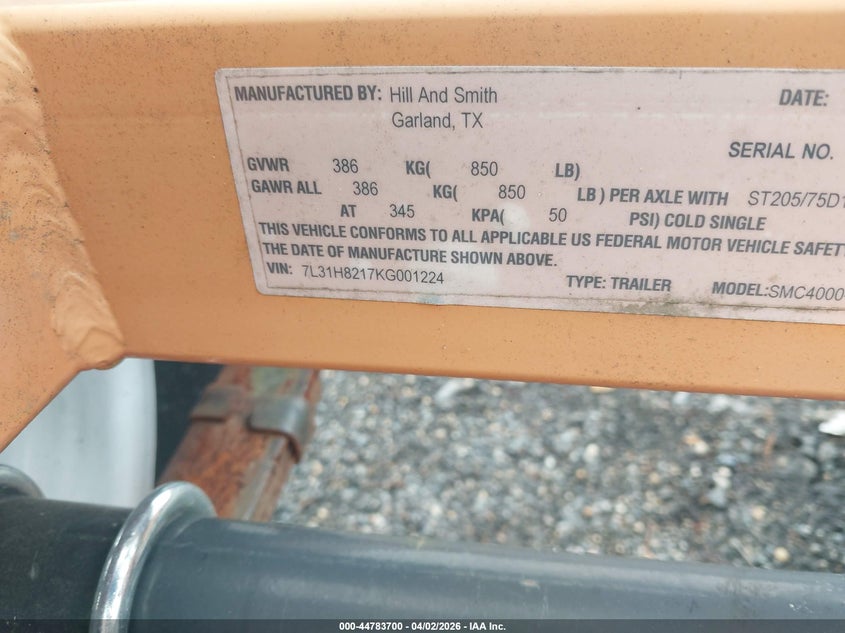 MANUFACTURED BY: Hill And Smith DATE:
Garland, TX
SERIAL NO.
GVWR 386 KG( 850 LB)
GAWR ALL 386 KG( 850 LB ) PER AXLE WITH ST205/75D1
AT 345 KPA( 50 PSI) COLD SINGLE
THIS VEHICLE CONFORMS TO ALL APPLICABLE US FEDERAL MOTOR VEHICLE SAFETY
THE DATE OF MANUFACTURE SHOWN ABOVE.
VIN: 7L31H8217KG001224 TYPE: TRAILER MODEL:SMC4000
000-44783700 - 04/02/2026 - IAA Inc.